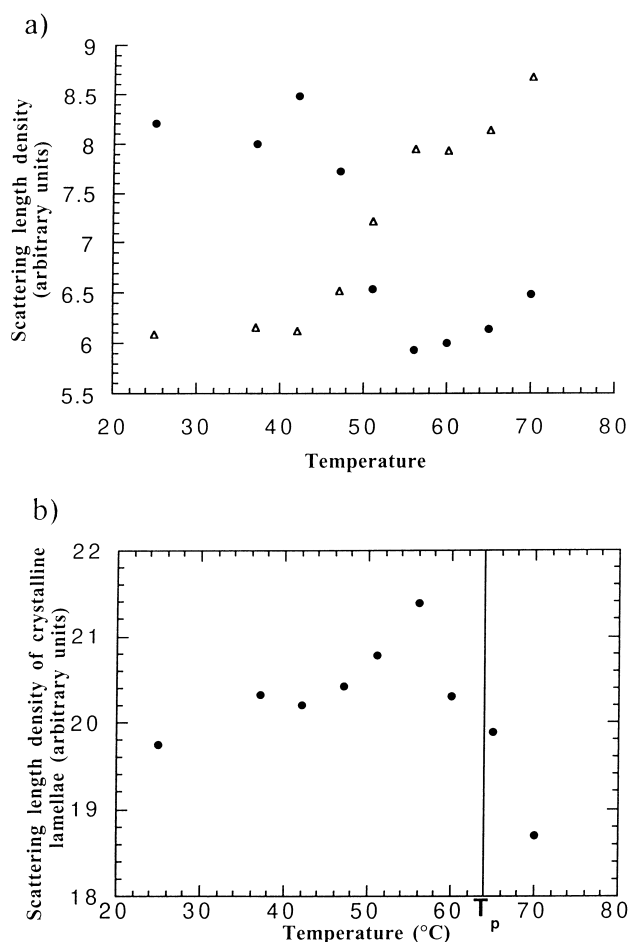 a)
9
8.5
8
7.5
7
6.5
6
5.5
Scattering length density
(arbitrary units)
20 30 40 50 60 70 80
Temperature
b)
22
21
20
19
18
Scattering length density of crystalline
lamellae (arbitrary units)
20 30 40 50 60 70 80
Tp
Temperature (°C)